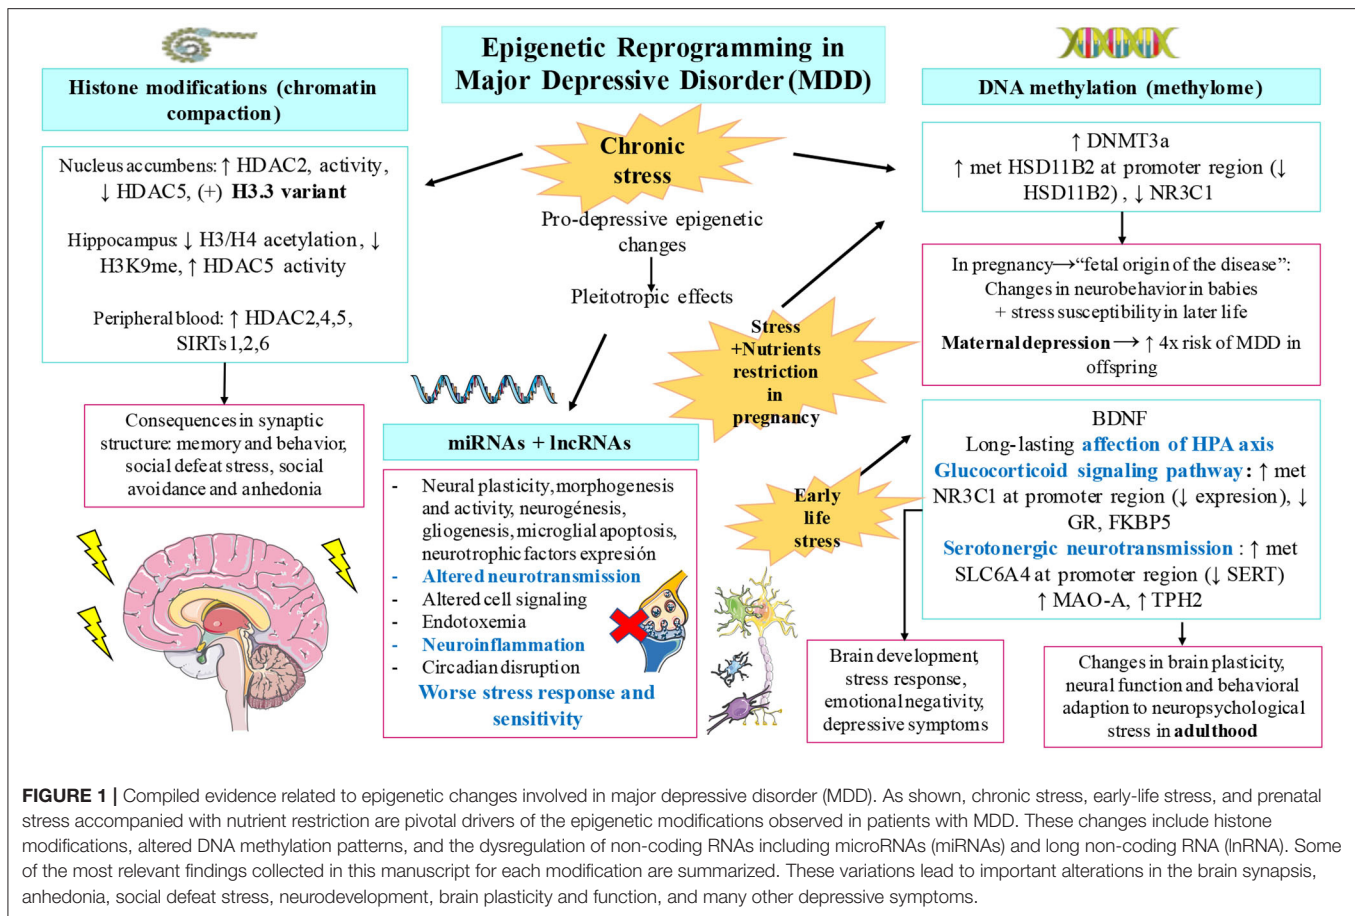 Epigenetic Reprogramming in
Major Depressive Disorder (MDD)
Histone modifications (chromatin
compaction)
Nucleus accumbens: ↑ HDAC2, activity,
↓ HDAC5, (+) H3.3 variant
Hippocampus: ↓ H3/H4 acetylation, ↓
H3K9me, ↑ HDAC5 activity
Peripheral blood: ↑ HDAC2,4,5,
SIRTs 1,2,6
Consequences in synaptic
structure: memory and behavior,
social defeat stress, social
avoidance and anhedonia
Chronic
stress
Pro-depressive epigenetic
changes
Pleitotropic effects
miRNAs + lncRNAs
- Neural plasticity, morphogenesis
and activity, neurogénesis,
gliogenesis, microglial apoptosis,
neurotrophic factors expresión
- Altered neurotransmission
- Altered cell signaling
- Endotoxemia
- Neuroinflammation
- Circadian disruption
Worse stress response and
sensitivity
Stress
+Nutrients
restriction
in
pregnancy
Early
life
stress
DNA methylation (methylome)
↑ DNMT3a
↑ met HSD11B2 at promoter region (↓
HSD11B2) , ↓ NR3C1
In pregnancy→“fetal origin of the disease”:
Changes in neurobehavior in babies
+ stress susceptibility in later life
Maternal depression → ↑ 4x risk of MDD in
offspring
BDNF
Long-lasting affection of HPA axis
Glucocorticoid signaling pathway: ↑ met
NR3C1 at promoter region (↓ expresion), ↓
GR, FKBP5
Serotonergic neurotransmission : ↑ met
SLC6A4 at promoter region (↓ SERT)
↑ MAO-A, ↑ TPH2
Brain development,
stress response,
emotional negativity,
depressive symptoms
Changes in brain plasticity,
neural function and behavioral
adaption to neuropsychological
stress in adulthood
FIGURE 1 | Compiled evidence related to epigenetic changes involved in major depressive disorder (MDD). As shown, chronic stress, early-life stress, and prenatal
stress accompanied with nutrient restriction are pivotal drivers of the epigenetic modifications observed in patients with MDD. These changes include histone
modifications, altered DNA methylation patterns, and the dysregulation of non-coding RNAs including microRNAs (miRNAs) and long non-coding RNA (lnRNA). Some
of the most relevant findings collected in this manuscript for each modification are summarized. These variations lead to important alterations in the brain synapsis,
anhedonia, social defeat stress, neurodevelopment, brain plasticity and function, and many other depressive symptoms.